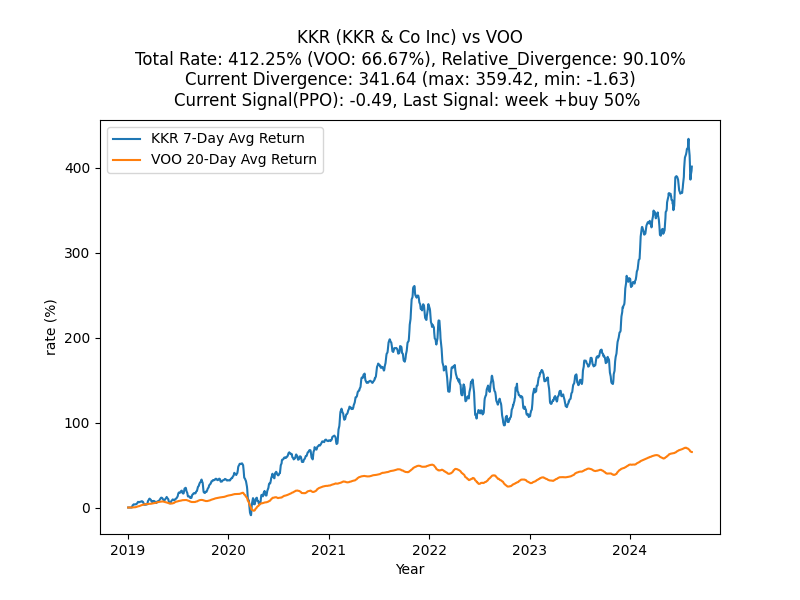 KKR (KKR & Co Inc) vs VOO
Total Rate: 412.25% (VOO: 66.67%), Relative_Divergence: 90.10%
Current Divergence: 341.64 (max: 359.42, min: -1.63)
Current Signal(PPO): -0.49, Last Signal: week +buy 50%
KKR 7-Day Avg Return
VOO 20-Day Avg Return
400
300
200
100
0
rate (%)
2019 2020 2021 2022 2023 2024
Year